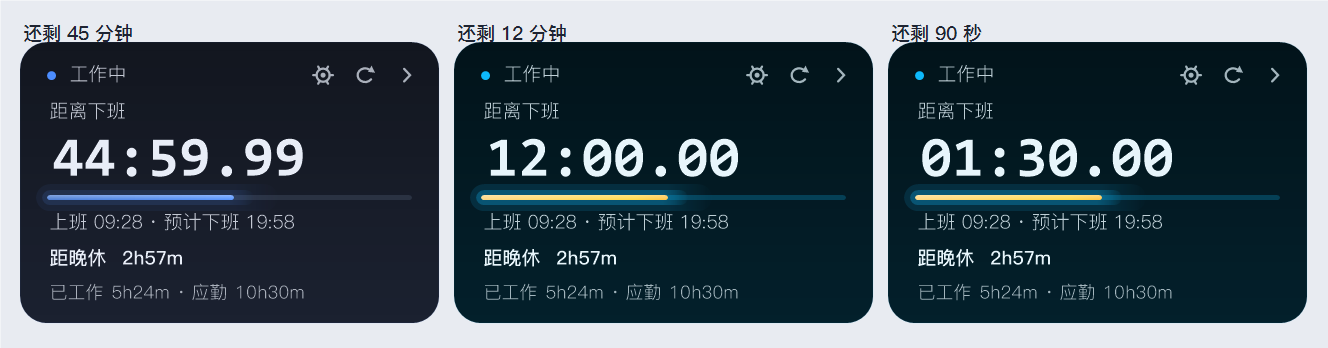 还剩 45 分钟
工作中
距离下班
44:59.99
上班 09:28 · 预计下班 19:58
距晚休 2h57m
已工作 5h24m · 应勤 10h30m
还剩 12 分钟
工作中
距离下班
12:00.00
上班 09:28 · 预计下班 19:58
距晚休 2h57m
已工作 5h24m · 应勤 10h30m
还剩 90 秒
工作中
距离下班
01:30.00
上班 09:28 · 预计下班 19:58
距晚休 2h57m
已工作 5h24m · 应勤 10h30m